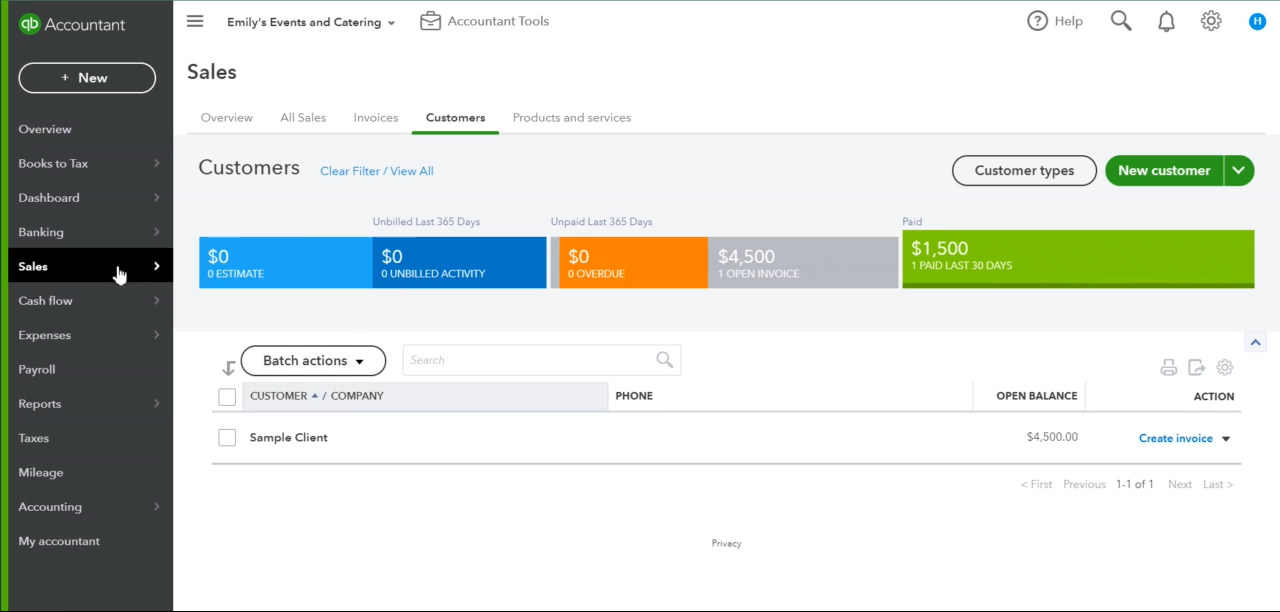 qb Accountant
Emily's Events and Catering
Accountant Tools
Help
H
+ New
Sales
Overview
Books to Tax
Dashboard
Banking
Sales
Cash flow
Expenses
Payroll
Reports
Taxes
Mileage
Accounting
My accountant
Overview All Sales Invoices Customers Products and services
Customers Clear Filter / View All
Customer types New customer
Unbilled Last 365 Days Unpaid Last 365 Days Paid
$0 $0 $0 $4,500 $1,500
0 ESTIMATE 0 UNBILLED ACTIVITY 0 OVERDUE 1 OPEN INVOICE 1 PAID LAST 30 DAYS
Batch actions Search
CUSTOMER / COMPANY PHONE OPEN BALANCE ACTION
Sample Client $4,500.00 Create invoice
< First Previous 1-1 of 1 Next Last >
Privacy